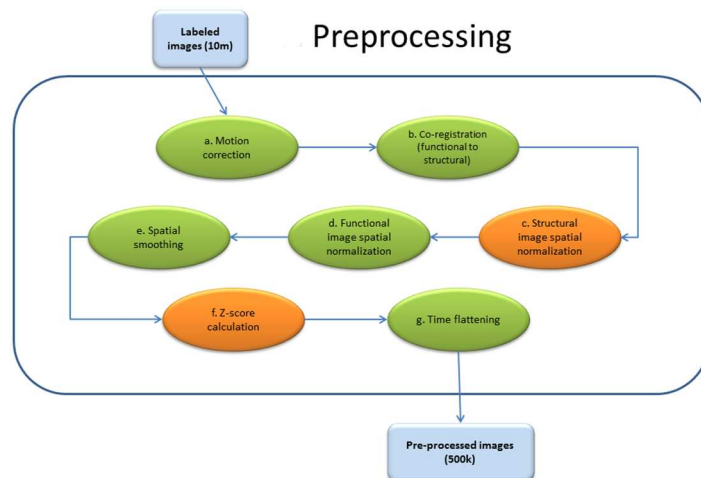 Labeled
images (10m)
Preprocessing
a. Motion
correction
b. Co-registration
(functional to
structural)
e. Spatial
smoothing
d. Functional
image spatial
normalization
c. Structural
image spatial
normalization
f. Z-score
calculation
g. Time flattening
Pre-processed images
(500k)